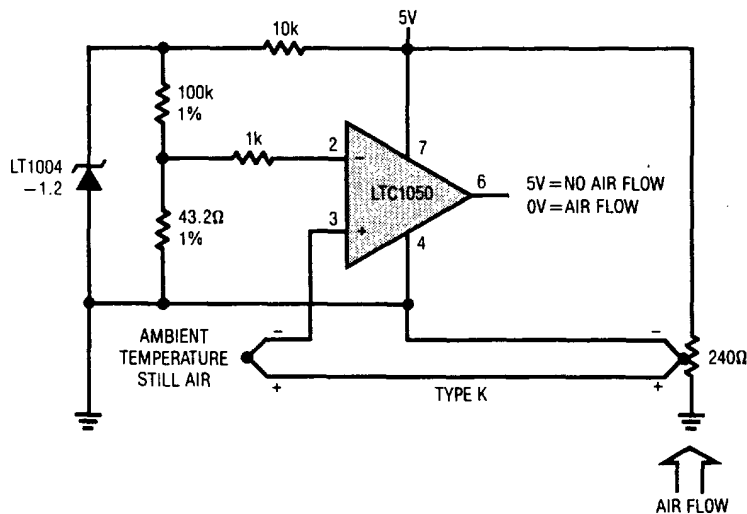 5V
10k
100k
1%
1k
LT1004
−1.2
2
−
7
LTC1050
6
5V = NO AIR FLOW
0V = AIR FLOW
43.2Ω
1%
3
+
4
AMBIENT
TEMPERATURE
STILL AIR
−
+
TYPE K
−
+
240Ω
AIR FLOW